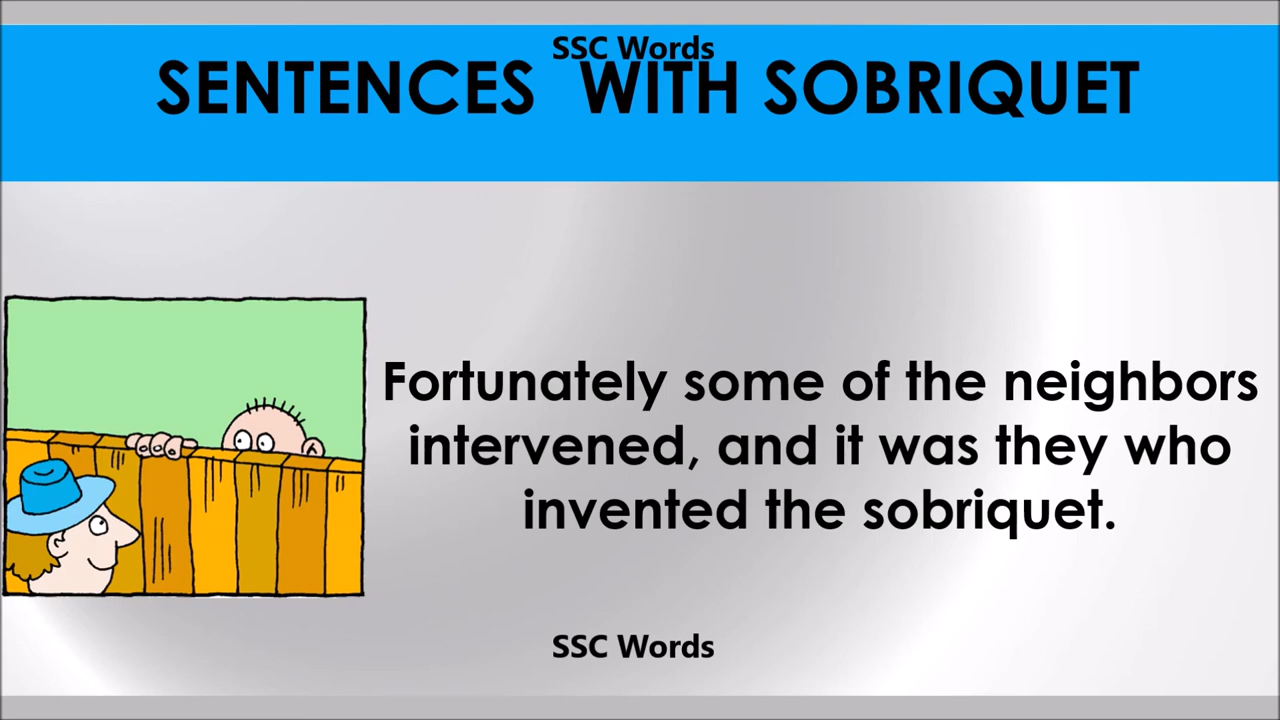 SSC Words
SENTENCES WITH SOBRIQUET
Fortunately some of the neighbors
intervened, and it was they who
invented the sobriquet.
SSC Words